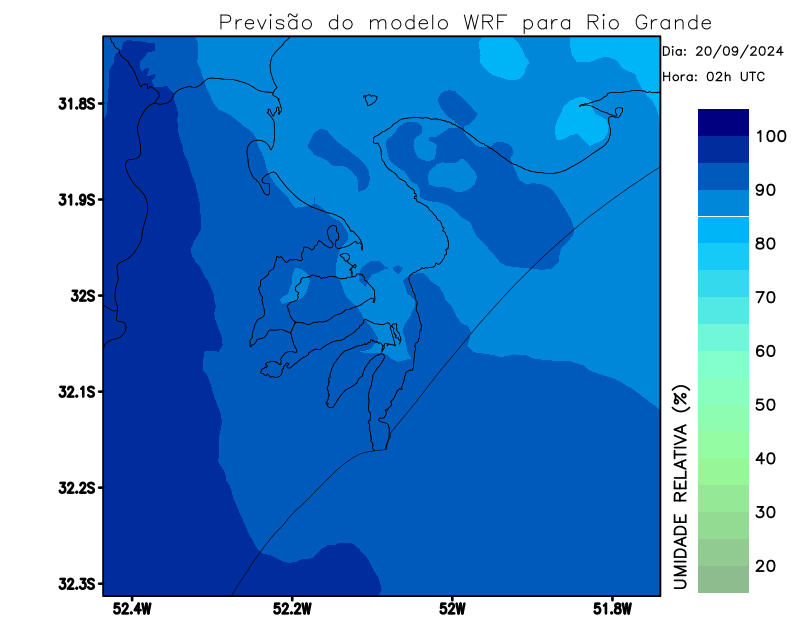 Previsão do modelo WRF para Rio Grande
Dia: 20/09/2024
Hora: 02h UTC
31.8S
31.9S
32S
32.1S
32.2S
32.3S
52.4W
52.2W
52W
51.8W
100
90
80
70
60
50
40
30
20
UMIDADE RELATIVA (%)